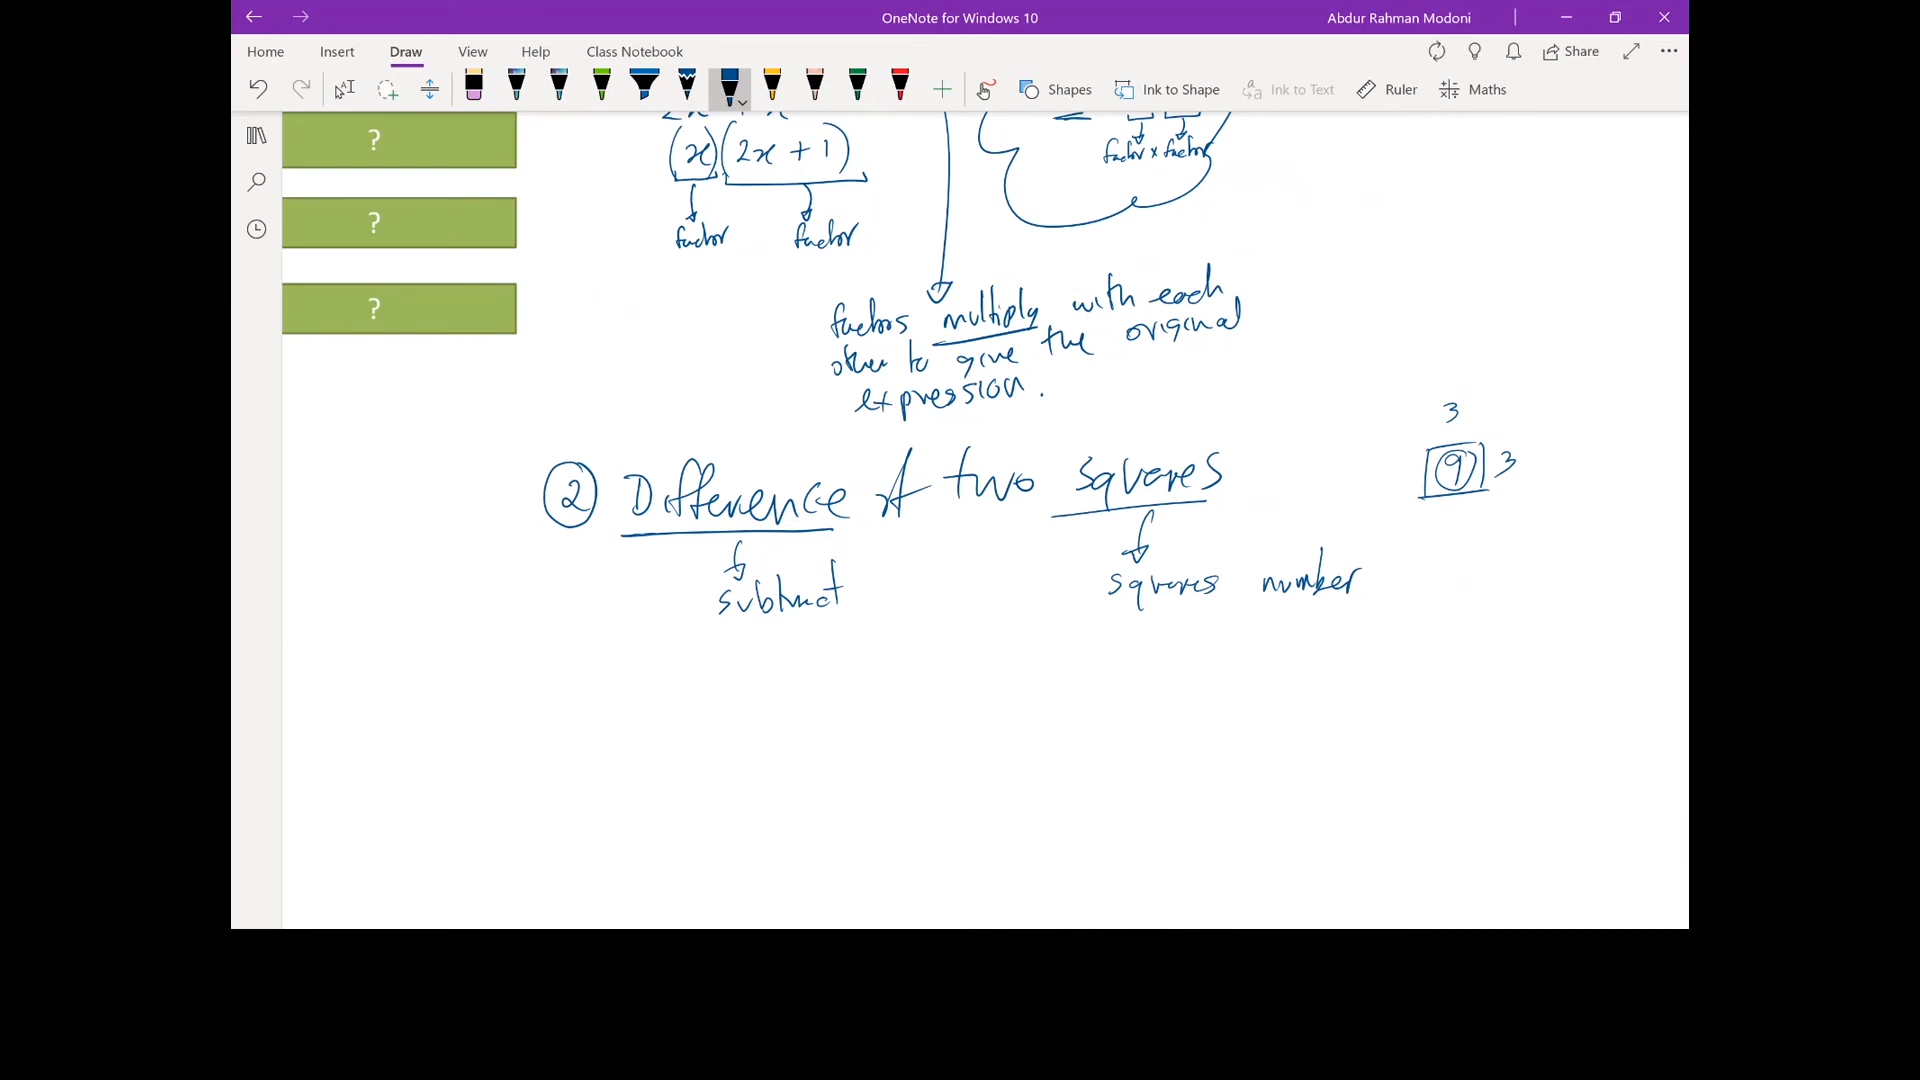 OneNote for Windows 10
Abdur Rahman Modoni
Home Insert Draw View Help Class Notebook
Share
Shapes Ink to Shape Ink to Text Ruler Maths
?
?
?
(x)(2x + 1)
factor factor
factor x factor
factors multiply with each
other to give the original
expression.
3
9 3
2 Difference of two squares
subtract
squares number